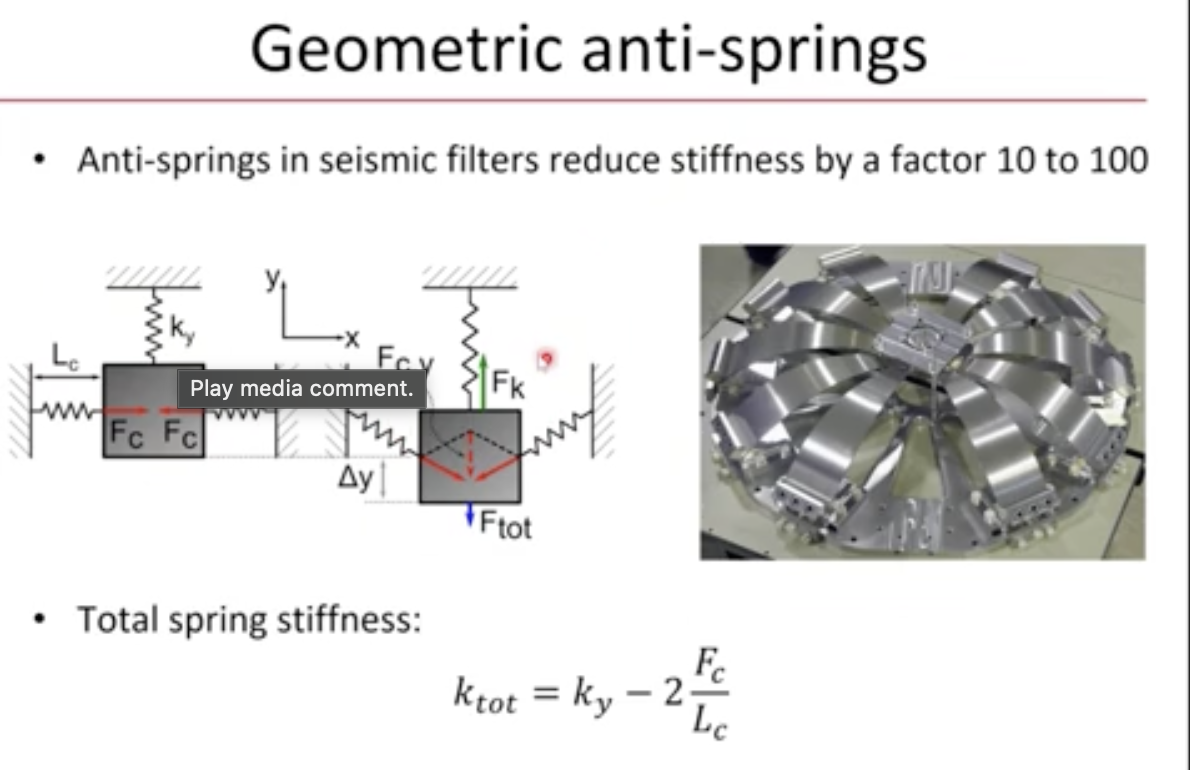 Geometric anti-springs
• Anti-springs in seismic filters reduce stiffness by a factor 10 to 100
y
x
k_y
L_c
F_c,y
Play media comment.
F_k
F_c F_c
Δy
F_tot
• Total spring stiffness:
k_tot = k_y − 2 F_c/L_c